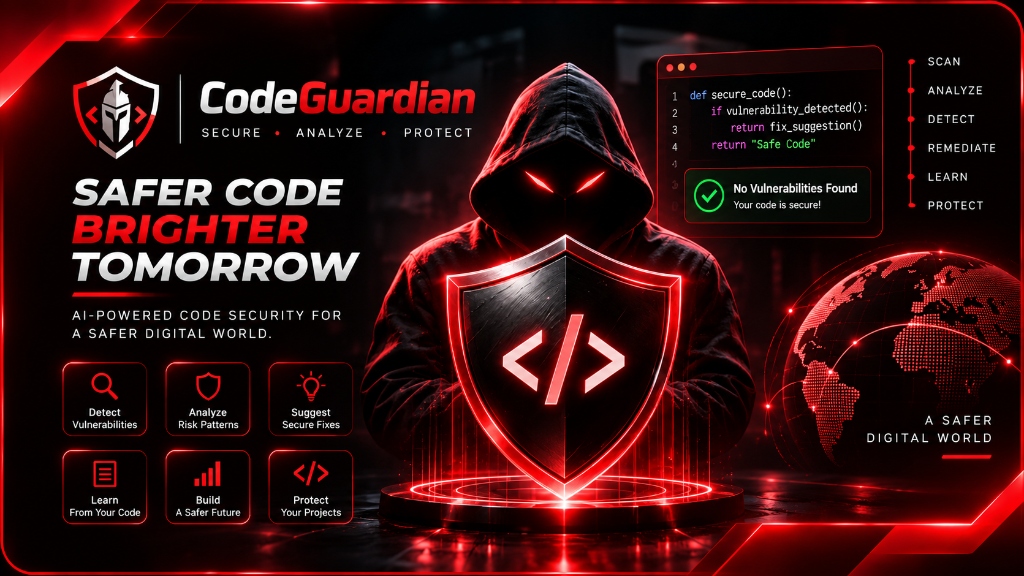 CodeGuardian
SECURE • ANALYZE • PROTECT
SAFER CODE
BRIGHTER
TOMORROW
AI-POWERED CODE SECURITY FOR
A SAFER DIGITAL WORLD.
Detect
Vulnerabilities
Analyze
Risk Patterns
Suggest
Secure Fixes
Learn
From Your Code
Build
A Safer Future
Protect
Your Projects
</>
1 def secure_code():
2 if vulnerability_detected():
3 return fix_suggestion()
4 return "Safe Code"
4
No Vulnerabilities Found
Your code is secure!
SCAN
ANALYZE
DETECT
REMEDIATE
LEARN
PROTECT
A SAFER
DIGITAL WORLD